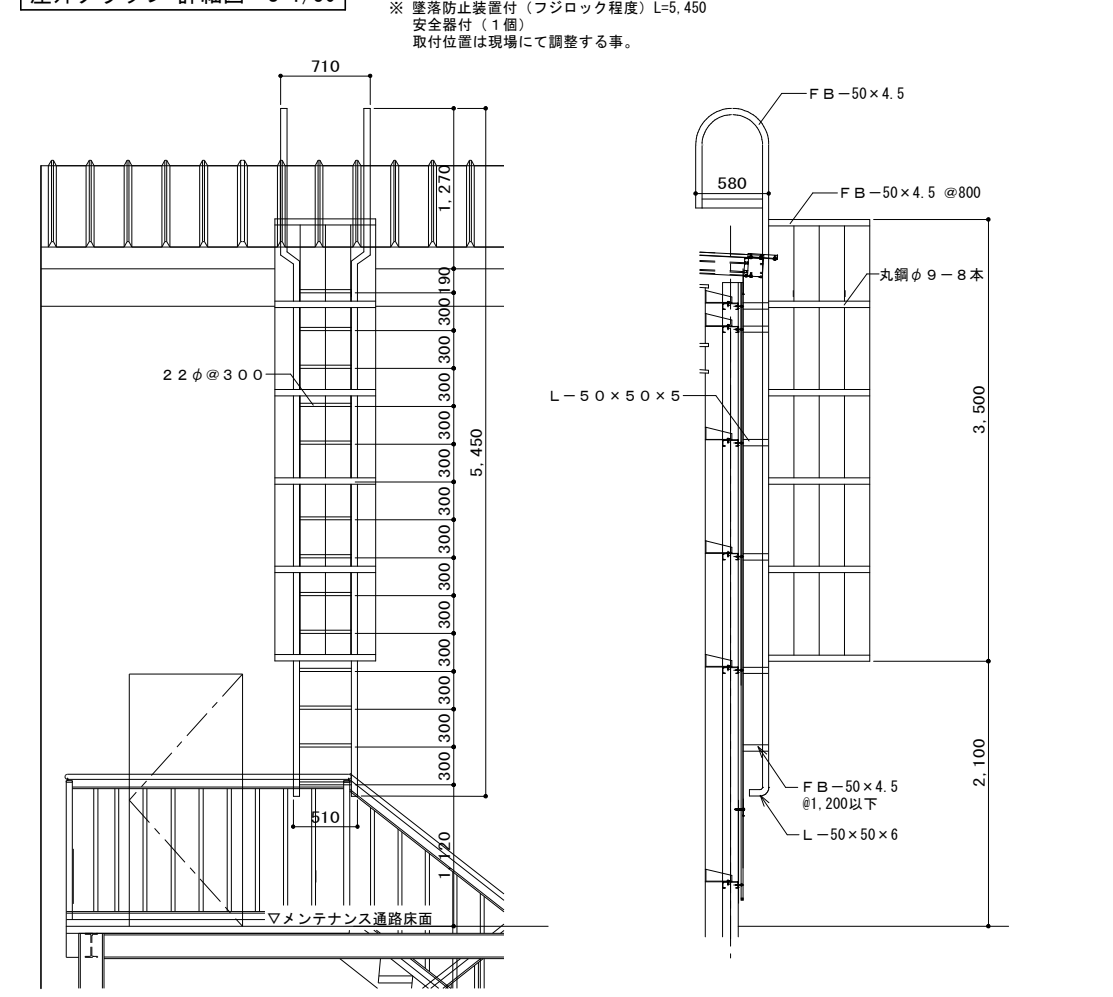 詳細図
※ 墜落防止装置付（フジロック程度）L=5,450
安全器付（１個）
取付位置は現場にて調整する事。
710
1,270
190
300
300
300
300
300
300
300
300
300
300
300
300
300
5,450
1,120
２２φ@３００
510
▽メンテナンス通路床面
ＦＢ－50×4.5
580
ＦＢ－50×4.5 @800
丸鋼φ９－８本
Ｌ－５０×５０×５
3,500
2,100
ＦＢ－50×4.5
@1,200以下
Ｌ－50×50×6